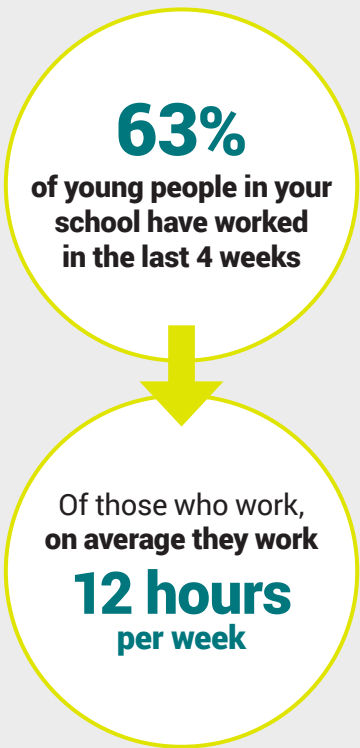 63%
of young people in your
school have worked
in the last 4 weeks
Of those who work,
on average they work
12 hours
per week